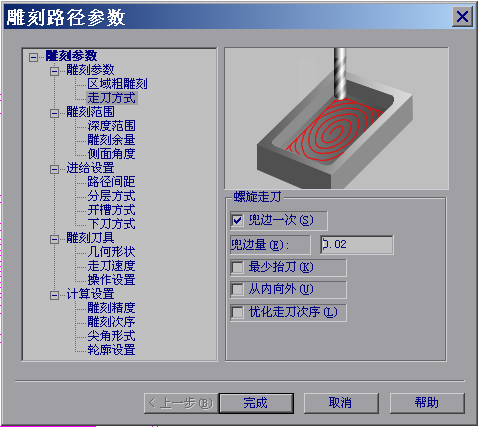 雕刻路径参数
雕刻参数
雕刻参数
区域粗雕刻
走刀方式
雕刻范围
深度范围
雕刻余量
侧面角度
进给设置
路径间距
分层方式
开槽方式
下刀方式
雕刻刀具
几何形状
走刀速度
操作设置
计算设置
雕刻精度
雕刻次序
尖角形式
轮廓设置
螺旋走刀
兜边一次(S)
兜边量(E): 0.02
最少抬刀(K)
从内向外(U)
优化走刀次序(L)
< 上一步(B) 完成 取消 帮助